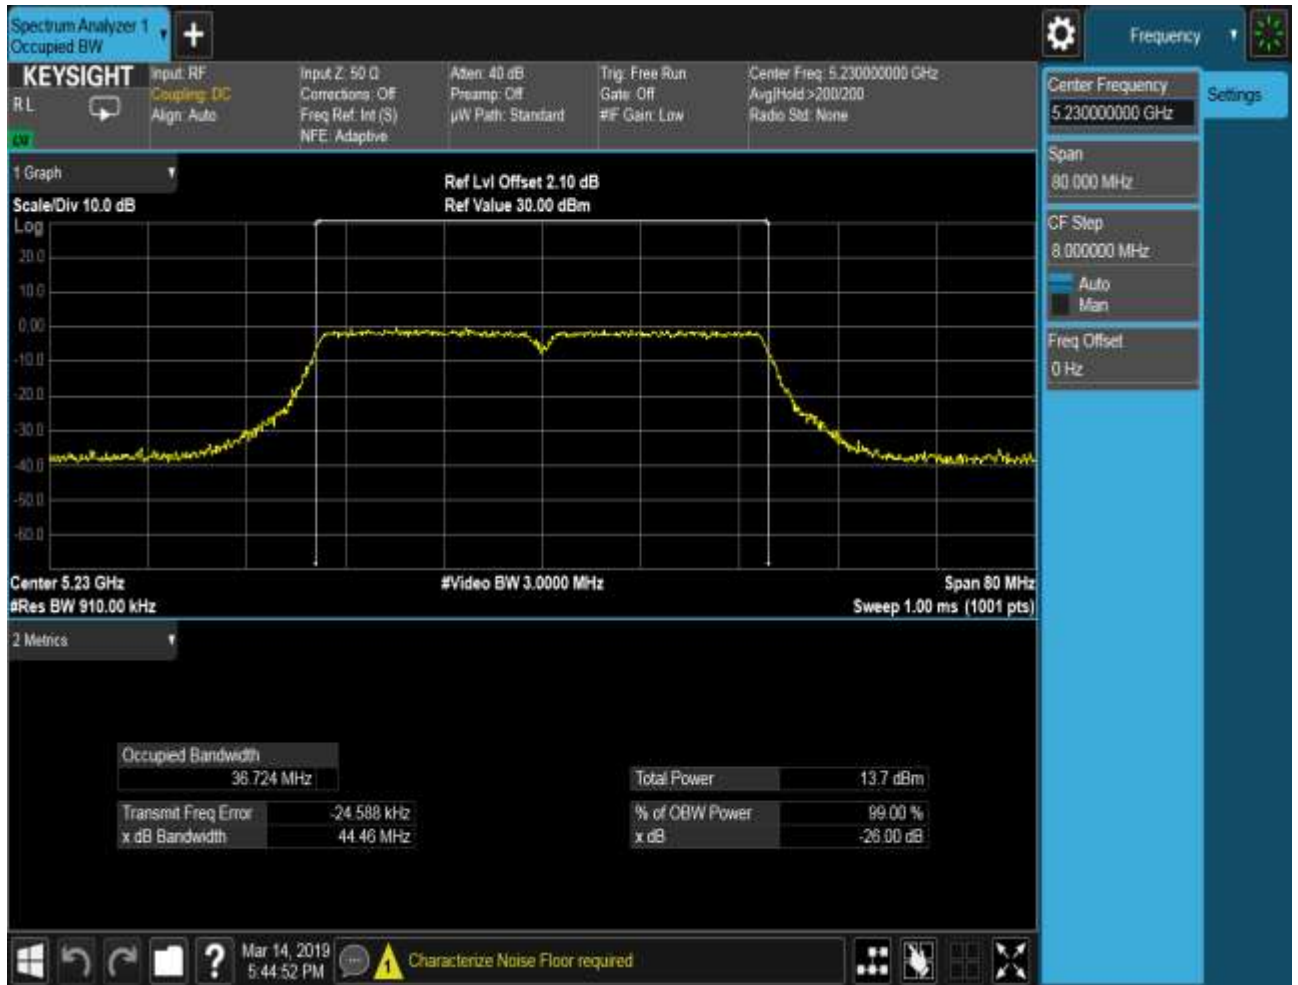 Spectrum Analyzer 1
Occupied BW
Frequency
KEYSIGHT
Input: RF
Coupling: DC
Align: Auto
Input Z: 50 Ω
Corrections: Off
Freq Ref: Int (S)
NFE: Adaptive
Atten: 40 dB
Preamp: Off
µW Path: Standard
Trig: Free Run
Gate: Off
#IF Gain: Low
Center Freq: 5.230000000 GHz
Avg|Hold:>200/200
Radio Std: None
R L
Center Frequency
5.230000000 GHz
Settings
Span
80.000 MHz
CF Step
8.000000 MHz
Auto
Man
Freq Offset
0 Hz
1 Graph
Scale/Div 10.0 dB
Ref Lvl Offset 2.10 dB
Ref Value 30.00 dBm
Log
20.0
10.0
0.00
-10.0
-20.0
-30.0
-40.0
-50.0
-60.0
Center 5.23 GHz
#Video BW 3.0000 MHz
Span 80 MHz
#Res BW 910.00 kHz
Sweep 1.00 ms (1001 pts)
2 Metrics
Occupied Bandwidth
36.724 MHz
Total Power 13.7 dBm
Transmit Freq Error -24.588 kHz
% of OBW Power 99.00 %
x dB Bandwidth 44.46 MHz
x dB -26.00 dB
?
Mar 14, 2019
5:44:52 PM
1
Characterize Noise Floor required